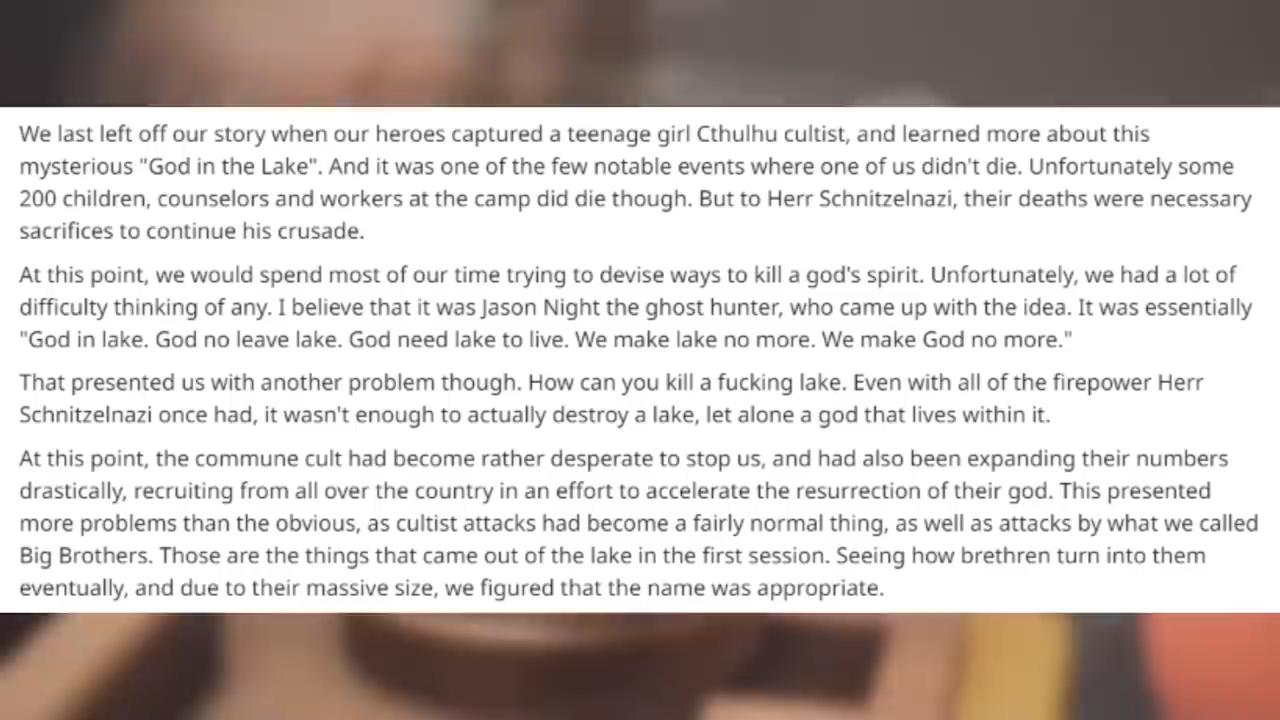 We last left off our story when our heroes captured a teenage girl Cthulhu cultist, and learned more about this
mysterious "God in the Lake". And it was one of the few notable events where one of us didn't die. Unfortunately some
200 children, counselors and workers at the camp did die though. But to Herr Schnitzelnazi, their deaths were necessary
sacrifices to continue his crusade.
At this point, we would spend most of our time trying to devise ways to kill a god's spirit. Unfortunately, we had a lot of
difficulty thinking of any. I believe that it was Jason Night the ghost hunter, who came up with the idea. It was essentially
"God in lake. God no leave lake. God need lake to live. We make lake no more. We make God no more."
That presented us with another problem though. How can you kill a fucking lake. Even with all of the firepower Herr
Schnitzelnazi once had, it wasn't enough to actually destroy a lake, let alone a god that lives within it.
At this point, the commune cult had become rather desperate to stop us, and had also been expanding their numbers
drastically, recruiting from all over the country in an effort to accelerate the resurrection of their god. This presented
more problems than the obvious, as cultist attacks had become a fairly normal thing, as well as attacks by what we called
Big Brothers. Those are the things that came out of the lake in the first session. Seeing how brethren turn into them
eventually, and due to their massive size, we figured that the name was appropriate.